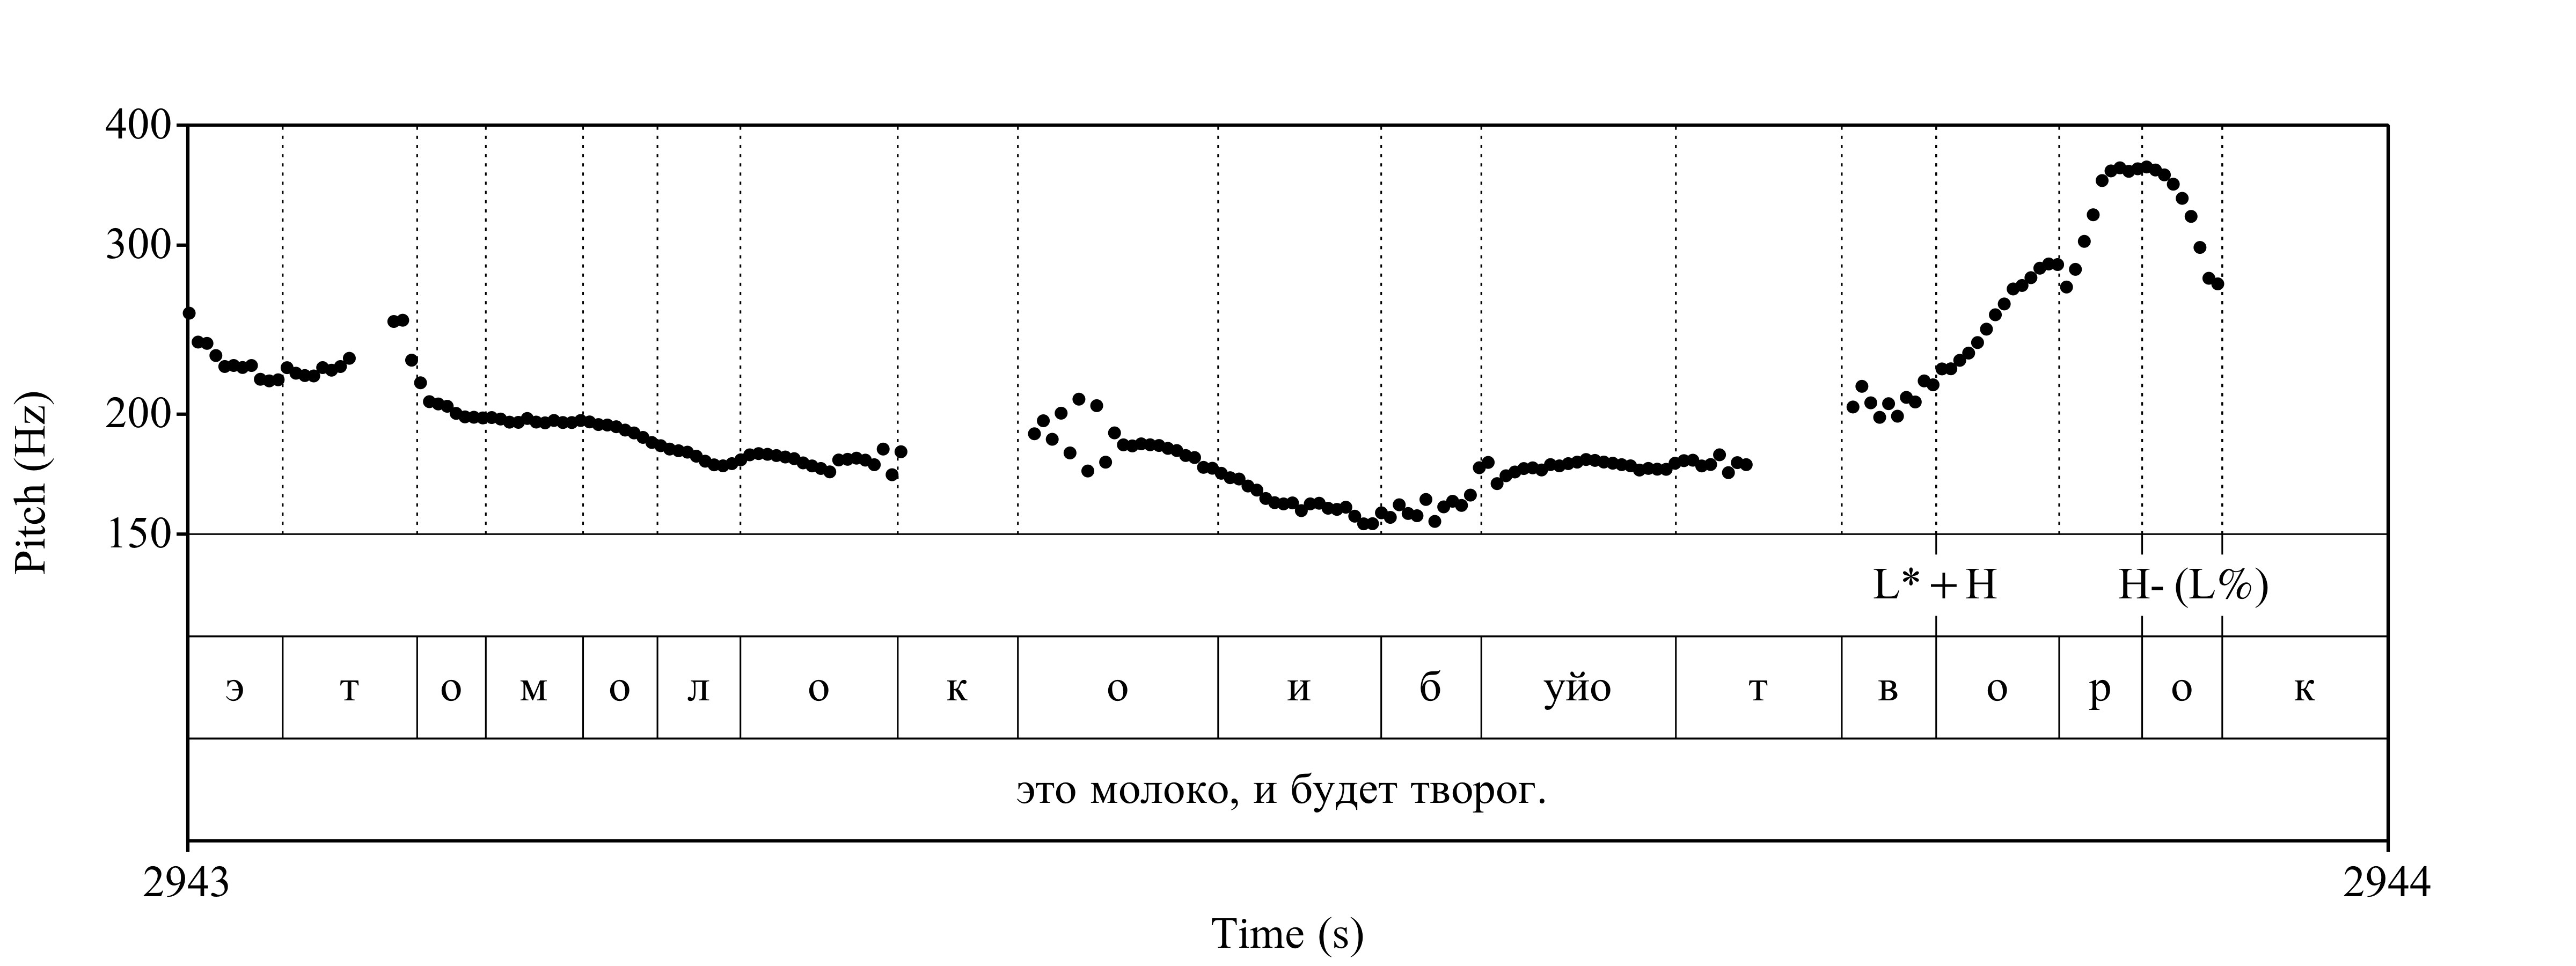 400
300
200
150
Pitch (Hz)
L* + H H- (L%)
э т о м о л о к о и б уйо т в о р о к
это молоко, и будет творог.
2943 2944
Time (s)